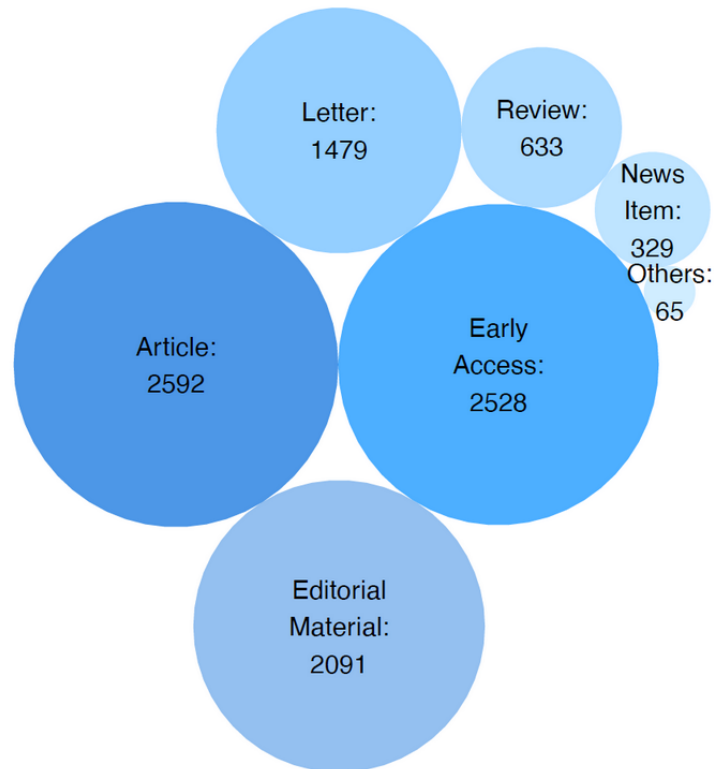 Letter:
1479
Review:
633
News
Item:
329
Others:
65
Article:
2592
Early
Access:
2528
Editorial
Material:
2091